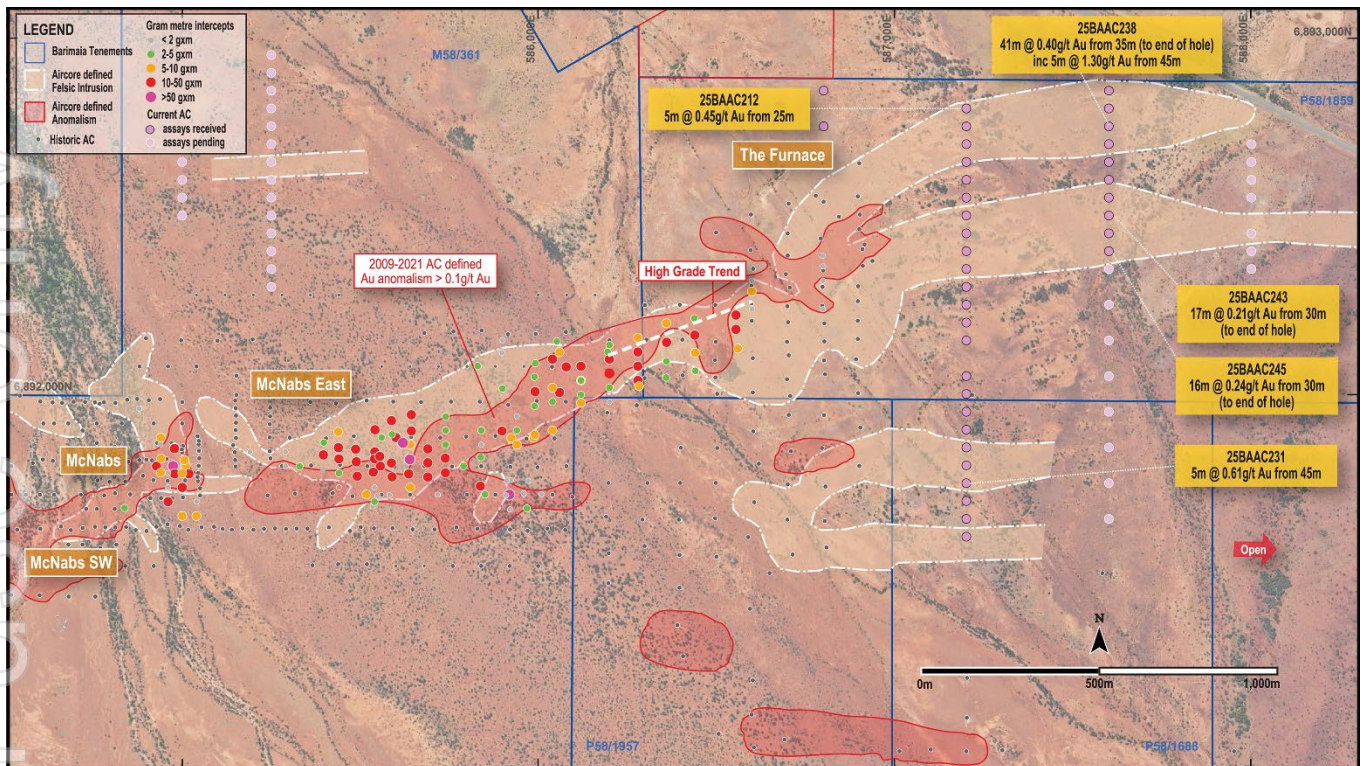 LEGEND
Barimaia Tenements
Aircore defined
Felsic Intrusion
Aircore defined
Anomalism
Historic AC
Gram metre intercepts
< 2 gxm
2-5 gxm
5-10 gxm
10-50 gxm
>50 gxm
Current AC
assays received
assays pending
M58/361
586,000E
587,000E
588,000E
6,893,000N
25BAAC238
41m @ 0.40g/t Au from 35m (to end of hole)
inc 5m @ 1.30g/t Au from 45m
P58/1859
25BAAC212
5m @ 0.45g/t Au from 25m
The Furnace
2009-2021 AC defined
Au anomalism > 0.1g/t Au
High Grade Trend
25BAAC243
17m @ 0.21g/t Au from 30m
(to end of hole)
6,892,000N
McNabs East
25BAAC245
16m @ 0.24g/t Au from 30m
(to end of hole)
McNabs
25BAAC231
5m @ 0.61g/t Au from 45m
McNabs SW
Open
N
0m
500m
1,000m
P58/1957
P58/1688